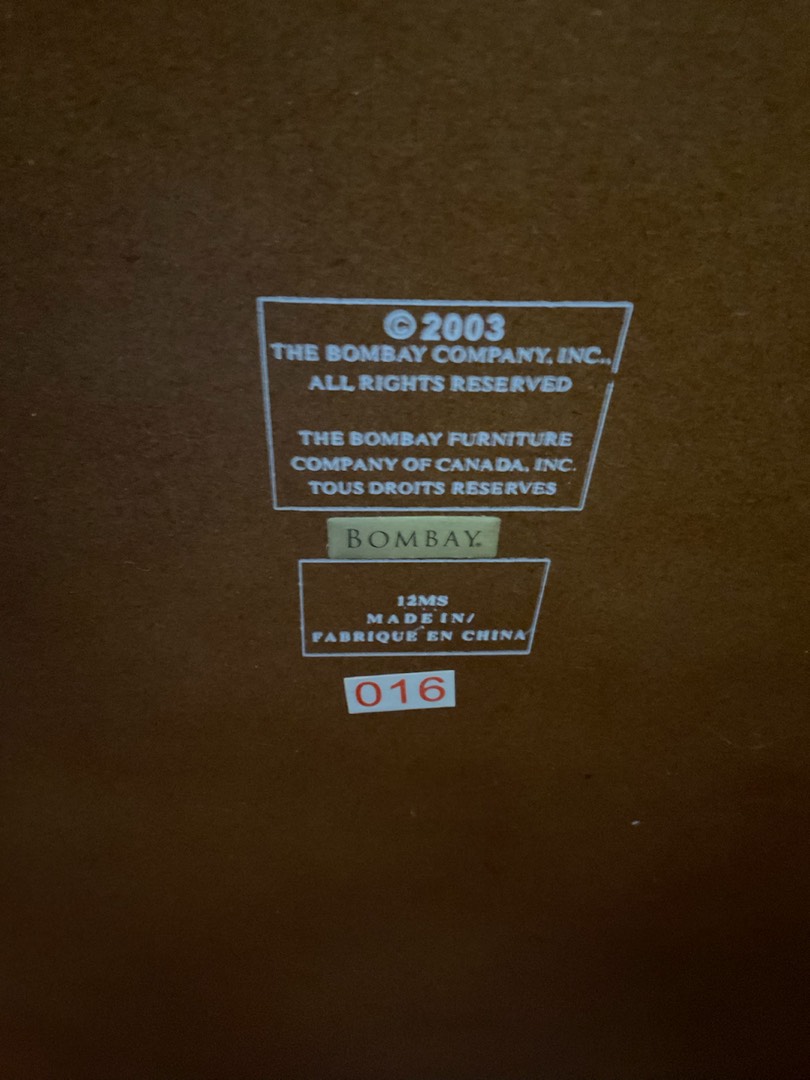 © 2003
THE BOMBAY COMPANY, INC.,
ALL RIGHTS RESERVED
THE BOMBAY FURNITURE
COMPANY OF CANADA, INC.
TOUS DROITS RESERVES
BOMBAY®
12MS
MADE IN/
FABRIQUE EN CHINA
016